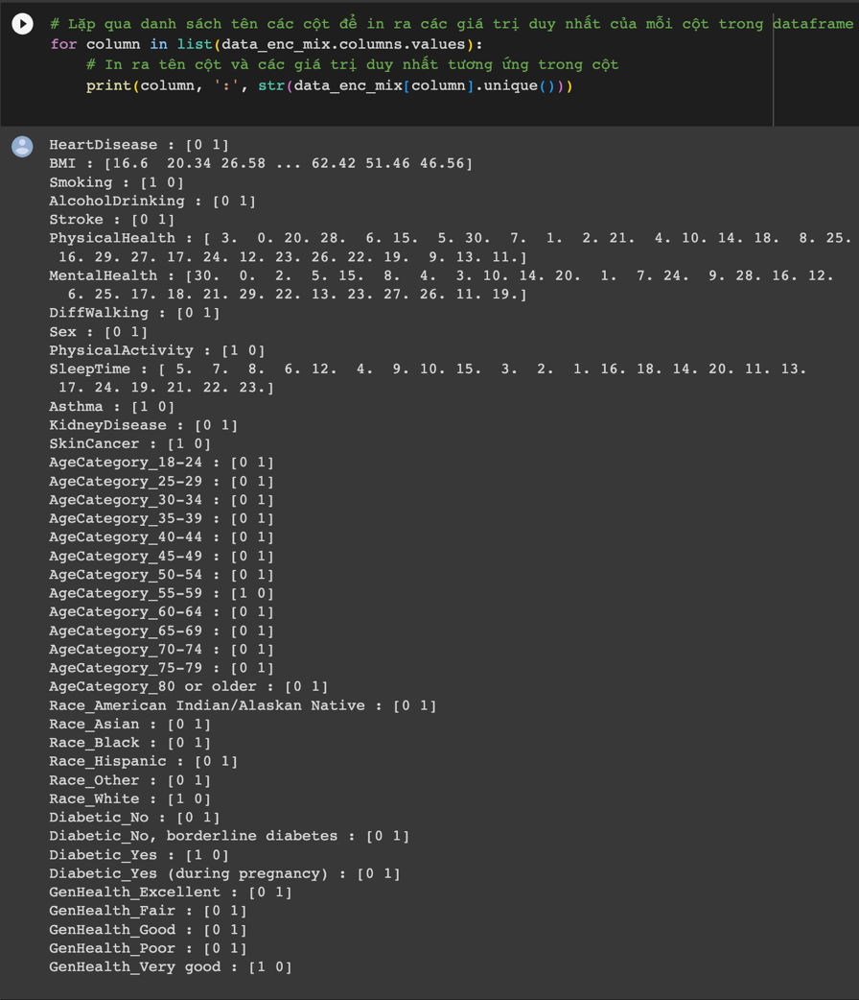 # Lặp qua danh sách tên các cột để in ra các giá trị duy nhất của mỗi cột trong dataframe
for column in list(data_enc_mix.columns.values):
    # In ra tên cột và các giá trị duy nhất tương ứng trong cột
    print(column, ':', str(data_enc_mix[column].unique()))
HeartDisease : [0 1]
BMI : [16.6  20.34 26.58 ... 62.42 51.46 46.56]
Smoking : [1 0]
AlcoholDrinking : [0 1]
Stroke : [0 1]
PhysicalHealth : [ 3.  0. 20. 28.  6. 15.  5. 30.  7.  1.  2. 21.  4. 10. 14. 18.  8. 25.
 16. 29. 27. 17. 24. 12. 23. 26. 22. 19.  9. 13. 11.]
MentalHealth : [30.  0.  2.  5. 15.  8.  4.  3. 10. 14. 20.  1.  7. 24.  9. 28. 16. 12.
  6. 25. 17. 18. 21. 29. 22. 13. 23. 27. 26. 11. 19.]
DiffWalking : [0 1]
Sex : [0 1]
PhysicalActivity : [1 0]
SleepTime : [ 5.  7.  8.  6. 12.  4.  9. 10. 15.  3.  2.  1. 16. 18. 14. 20. 11. 13.
 17. 24. 19. 21. 22. 23.]
Asthma : [1 0]
KidneyDisease : [0 1]
SkinCancer : [1 0]
AgeCategory_18-24 : [0 1]
AgeCategory_25-29 : [0 1]
AgeCategory_30-34 : [0 1]
AgeCategory_35-39 : [0 1]
AgeCategory_40-44 : [0 1]
AgeCategory_45-49 : [0 1]
AgeCategory_50-54 : [0 1]
AgeCategory_55-59 : [1 0]
AgeCategory_60-64 : [0 1]
AgeCategory_65-69 : [0 1]
AgeCategory_70-74 : [0 1]
AgeCategory_75-79 : [0 1]
AgeCategory_80 or older : [0 1]
Race_American Indian/Alaskan Native : [0 1]
Race_Asian : [0 1]
Race_Black : [0 1]
Race_Hispanic : [0 1]
Race_Other : [0 1]
Race_White : [1 0]
Diabetic_No : [0 1]
Diabetic_No, borderline diabetes : [0 1]
Diabetic_Yes : [1 0]
Diabetic_Yes (during pregnancy) : [0 1]
GenHealth_Excellent : [0 1]
GenHealth_Fair : [0 1]
GenHealth_Good : [0 1]
GenHealth_Poor : [0 1]
GenHealth_Very good : [1 0]